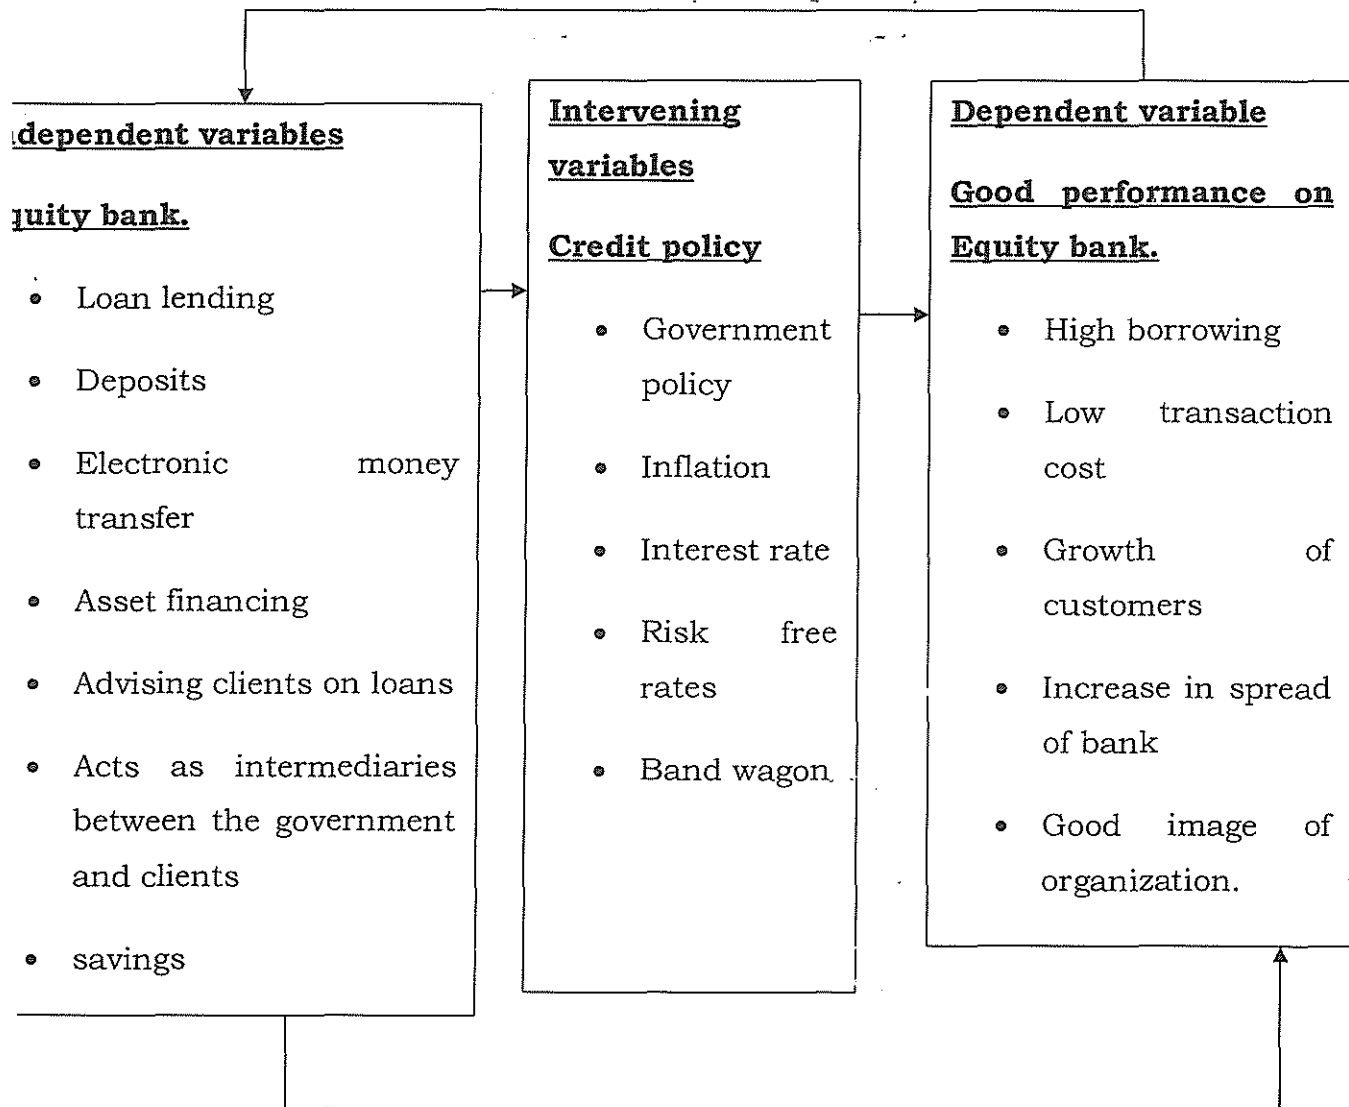 dependent variables
quity bank.
• Loan lending
• Deposits
• Electronic money
transfer
• Asset financing
• Advising clients on loans
• Acts as intermediaries
between the government
and clients
• savings
Intervening
variables
Credit policy
• Government
policy
• Inflation
• Interest rate
• Risk free
rates
• Band wagon
Dependent variable
Good performance on
Equity bank.
• High borrowing
• Low transaction
cost
• Growth of
customers
• Increase in spread
of bank
• Good image of
organization.